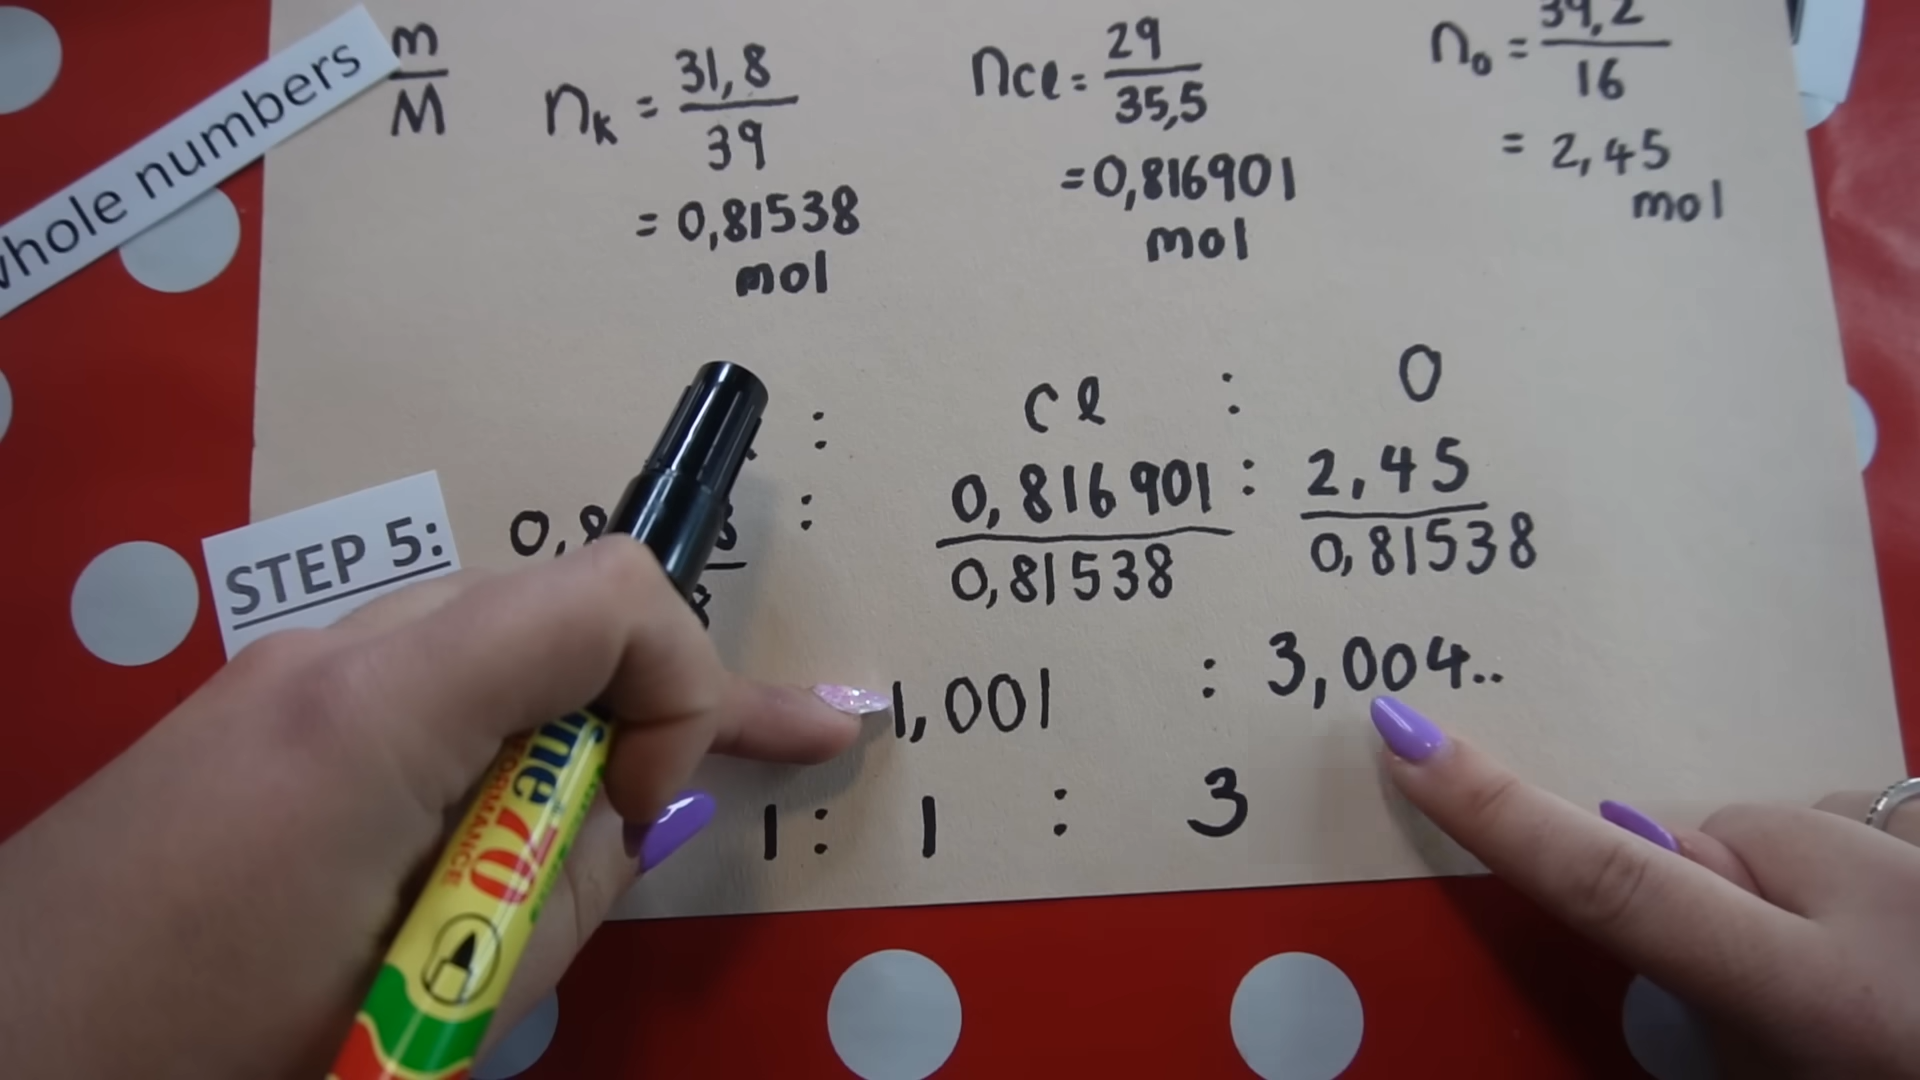 whole numbers
m
M
nK = 31,8
39
= 0,81538
mol
nCl = 29
35,5
= 0,816901
mol
nO = 39,2
16
= 2,45
mol
: Cl : O
: 0,816901 : 2,45
0,81538 0,81538
STEP 5:
1,001 : 3,004..
1 : 1 : 3
70